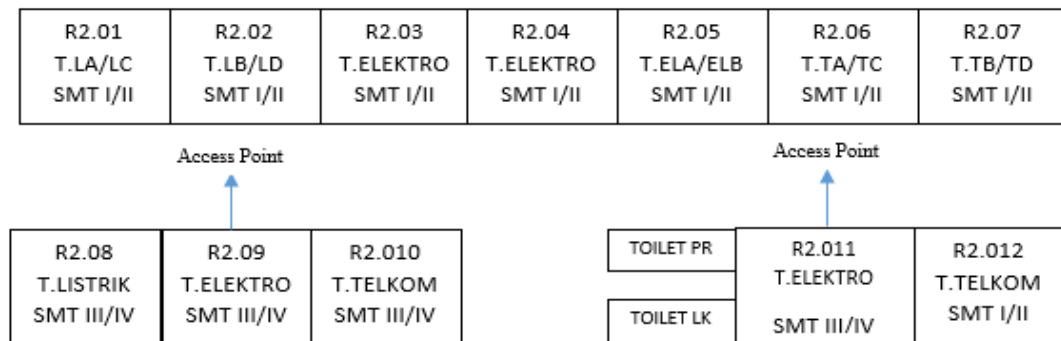 R2.01
T.LA/LC
SMT I/II
R2.02
T.LB/LD
SMT I/II
R2.03
T.ELEKTRO
SMT I/II
R2.04
T.ELEKTRO
SMT I/II
R2.05
T.ELA/ELB
SMT I/II
R2.06
T.TA/TC
SMT I/II
R2.07
T.TB/TD
SMT I/II
Access Point
Access Point
R2.08
T.LISTRIK
SMT III/IV
R2.09
T.ELEKTRO
SMT III/IV
R2.010
T.TELKOM
SMT III/IV
TOILET PR
TOILET LK
R2.011
T.ELEKTRO
SMT III/IV
R2.012
T.TELKOM
SMT I/II